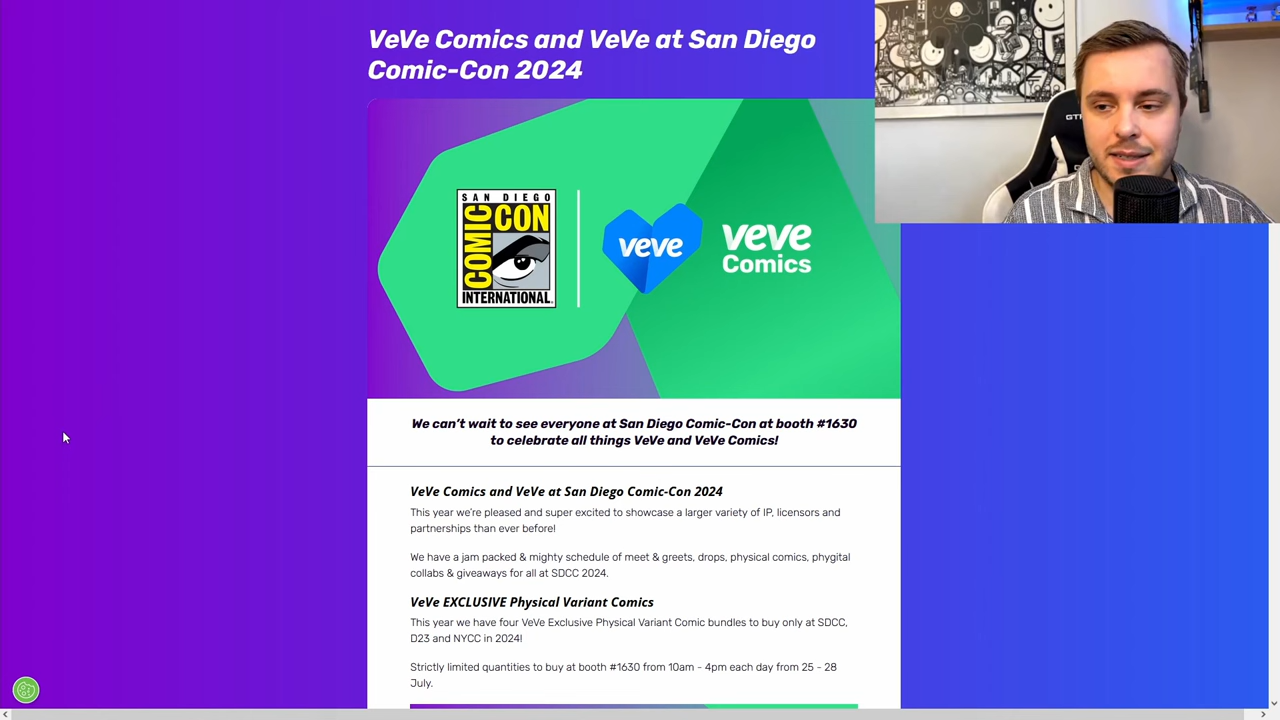 VeVe Comics and VeVe at San Diego
Comic-Con 2024
SAN DIEGO
COMIC
CON
INTERNATIONAL
veve
veve
Comics
GTR
We can't wait to see everyone at San Diego Comic-Con at booth #1630
to celebrate all things VeVe and VeVe Comics!
VeVe Comics and VeVe at San Diego Comic-Con 2024
This year we're pleased and super excited to showcase a larger variety of IP, licensors and
partnerships than ever before!
We have a jam packed & mighty schedule of meet & greets, drops, physical comics, phygital
collabs & giveaways for all at SDCC 2024.
VeVe EXCLUSIVE Physical Variant Comics
This year we have four VeVe Exclusive Physical Variant Comic bundles to buy only at SDCC,
D23 and NYCC in 2024!
Strictly limited quantities to buy at booth #1630 from 10am - 4pm each day from 25 - 28
July.